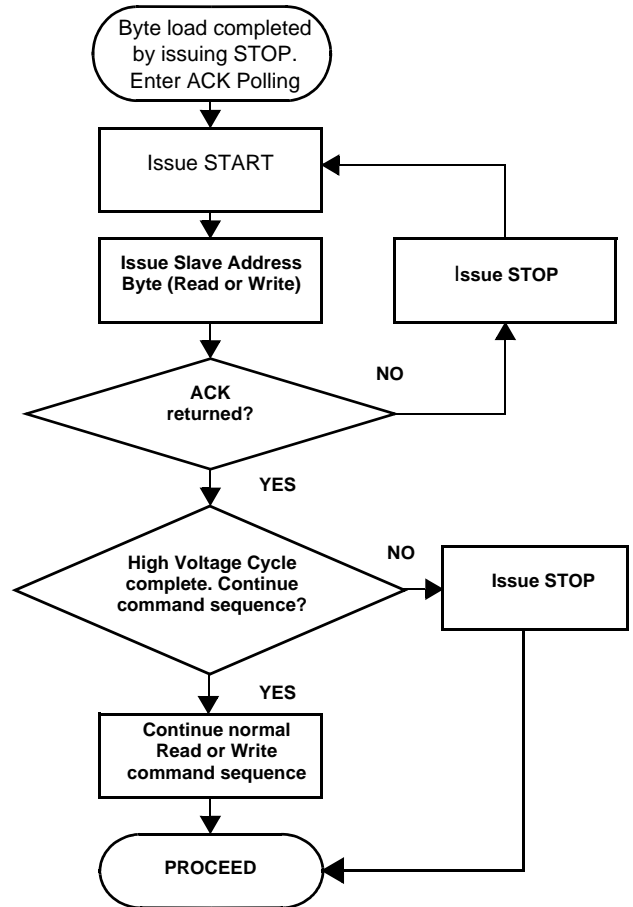 Byte load completed
by issuing STOP.
Enter ACK Polling
Issue START
Issue Slave Address
Byte (Read or Write)
Issue STOP
ACK
returned?
NO
YES
High Voltage Cycle
complete. Continue
command sequence?
NO
Issue STOP
YES
Continue normal
Read or Write
command sequence
PROCEED